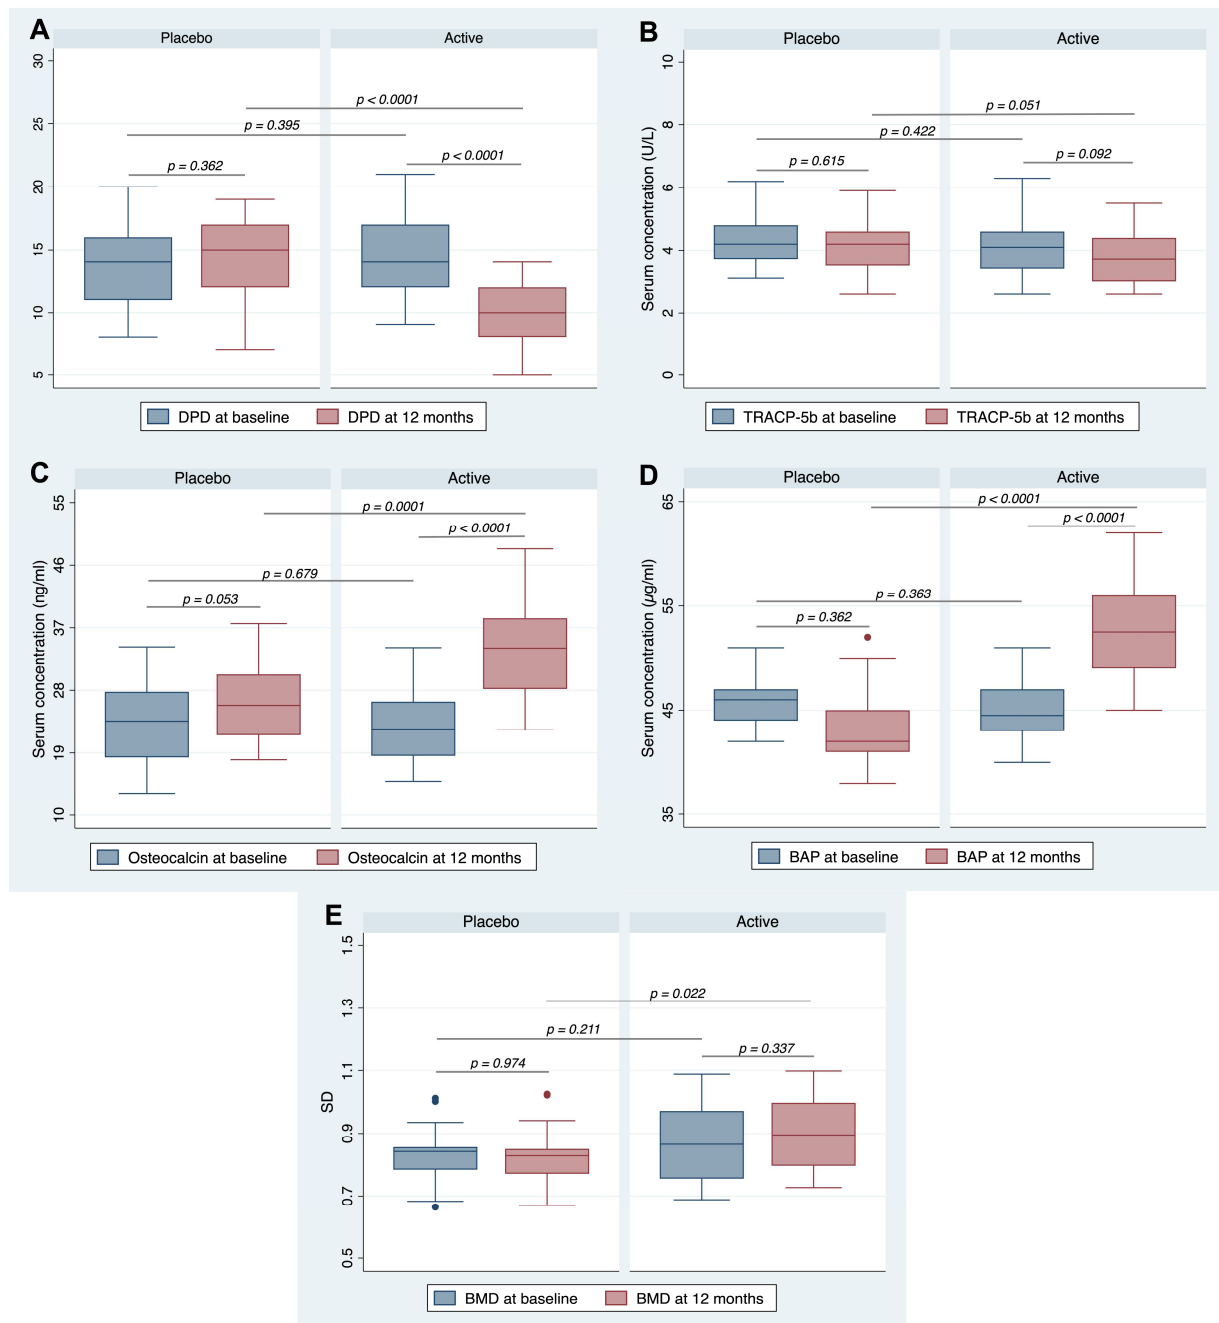 A
Placebo
Active
30
25
20
15
10
5
p < 0.0001
p = 0.395
p < 0.0001
p = 0.362
DPD at baseline
DPD at 12 months
B
Placebo
Active
Serum concentration (U/L)
10
8
6
4
2
0
p = 0.051
p = 0.422
p = 0.092
p = 0.615
TRACP-5b at baseline
TRACP-5b at 12 months
C
Placebo
Active
Serum concentration (ng/ml)
55
46
37
28
19
10
p = 0.0001
p < 0.0001
p = 0.679
p = 0.053
Osteocalcin at baseline
Osteocalcin at 12 months
D
Placebo
Active
Serum concentration (µg/ml)
65
55
45
35
p < 0.0001
p < 0.0001
p = 0.363
p = 0.362
BAP at baseline
BAP at 12 months
E
Placebo
Active
SD
1.5
1.3
1.1
0.9
0.7
0.5
p = 0.022
p = 0.211
p = 0.337
p = 0.974
BMD at baseline
BMD at 12 months